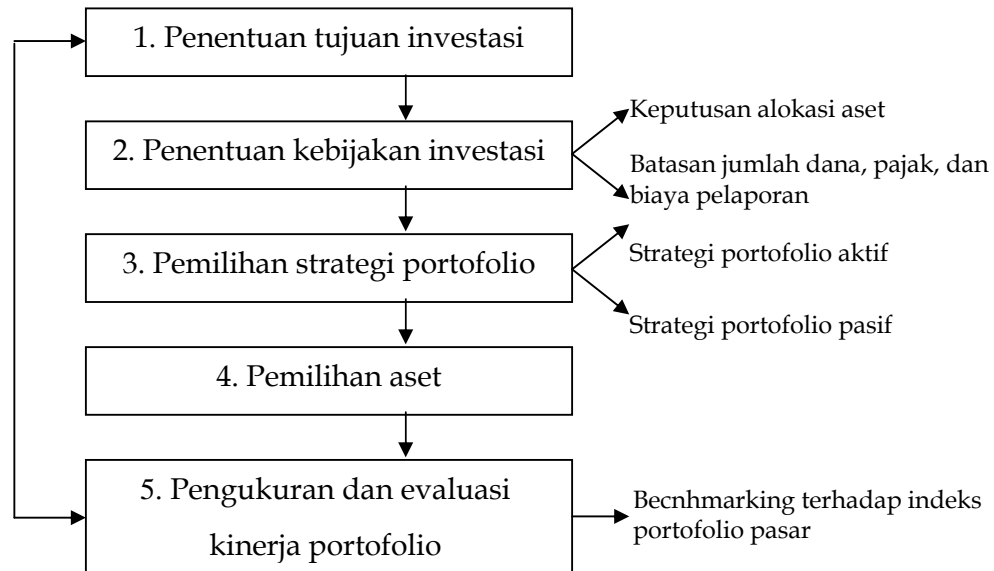 1. Penentuan tujuan investasi
2. Penentuan kebijakan investasi
Keputusan alokasi aset
Batasan jumlah dana, pajak, dan
biaya pelaporan
3. Pemilihan strategi portofolio
Strategi portofolio aktif
Strategi portofolio pasif
4. Pemilihan aset
5. Pengukuran dan evaluasi
kinerja portofolio
Becnhmarking terhadap indeks
portofolio pasar